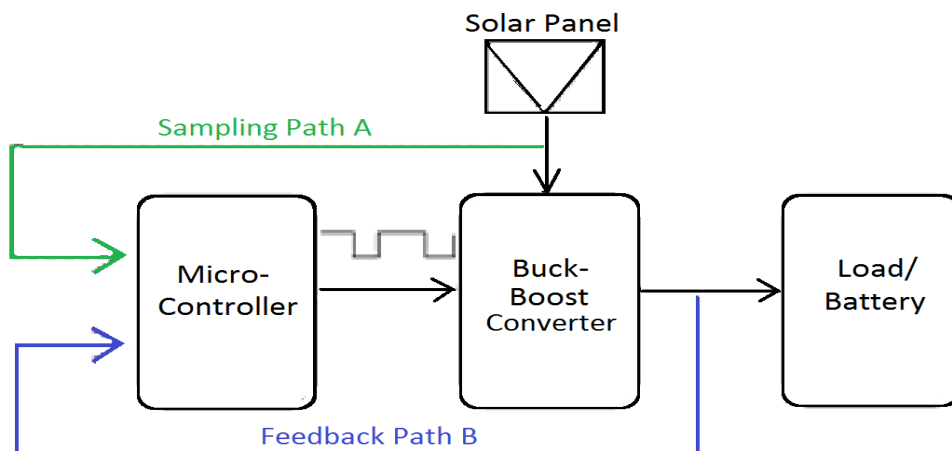 Solar Panel
Sampling Path A
Micro-
Controller
Buck-
Boost
Converter
Load/
Battery
Feedback Path B